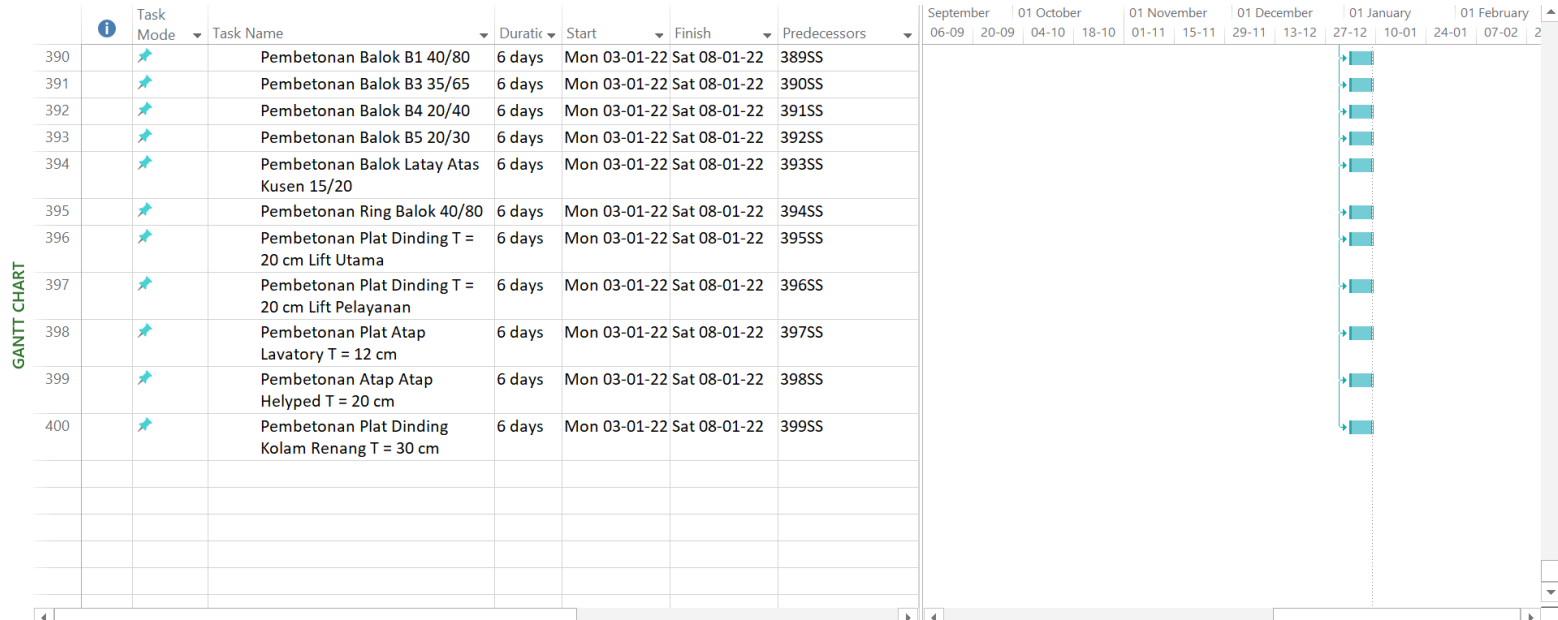 Task
Mode
Task Name
Duratic
Start
Finish
Predecessors
September
01 October
01 November
01 December
01 January
01 February
06-09
20-09
04-10
18-10
01-11
15-11
29-11
13-12
27-12
10-01
24-01
07-02
2
GANTT CHART
390 Pembetonan Balok B1 40/80 6 days Mon 03-01-22 Sat 08-01-22 389SS
391 Pembetonan Balok B3 35/65 6 days Mon 03-01-22 Sat 08-01-22 390SS
392 Pembetonan Balok B4 20/40 6 days Mon 03-01-22 Sat 08-01-22 391SS
393 Pembetonan Balok B5 20/30 6 days Mon 03-01-22 Sat 08-01-22 392SS
394 Pembetonan Balok Latay Atas 6 days Mon 03-01-22 Sat 08-01-22 393SS
Kusen 15/20
395 Pembetonan Ring Balok 40/80 6 days Mon 03-01-22 Sat 08-01-22 394SS
396 Pembetonan Plat Dinding T = 6 days Mon 03-01-22 Sat 08-01-22 395SS
20 cm Lift Utama
397 Pembetonan Plat Dinding T = 6 days Mon 03-01-22 Sat 08-01-22 396SS
20 cm Lift Pelayanan
398 Pembetonan Plat Atap 6 days Mon 03-01-22 Sat 08-01-22 397SS
Lavatory T = 12 cm
399 Pembetonan Atap Atap 6 days Mon 03-01-22 Sat 08-01-22 398SS
Helyped T = 20 cm
400 Pembetonan Plat Dinding 6 days Mon 03-01-22 Sat 08-01-22 399SS
Kolam Renang T = 30 cm